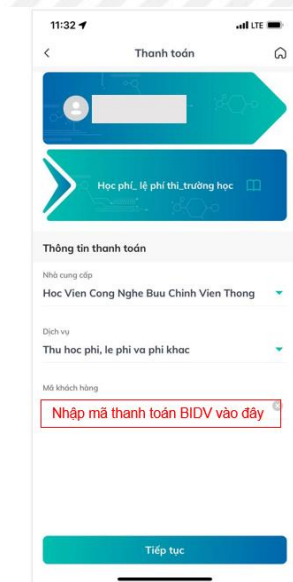 11:32
LTE
Thanh toán
Học phí_ lệ phí thi_trường học
Thông tin thanh toán
Nhà cung cấp
Hoc Vien Cong Nghe Buu Chinh Vien Thong
Dịch vụ
Thu hoc phi, le phi va phi khac
Mã khách hàng
Nhập mã thanh toán BIDV vào đây
Tiếp tục